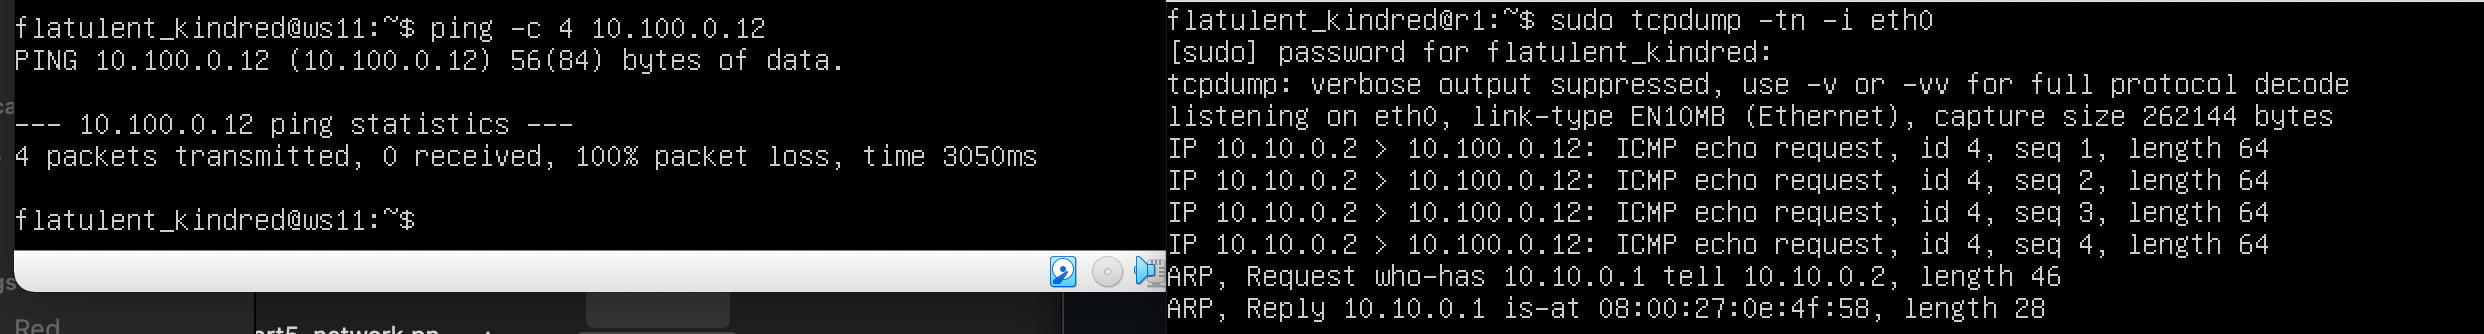 flatulent_kindred@ws11:~$ ping -c 4 10.100.0.12
PING 10.100.0.12 (10.100.0.12) 56(84) bytes of data.

--- 10.100.0.12 ping statistics ---
4 packets transmitted, 0 received, 100% packet loss, time 3050ms

flatulent_kindred@ws11:~$
flatulent_kindred@r1:~$ sudo tcpdump -tn -i eth0
[sudo] password for flatulent_kindred:
tcpdump: verbose output suppressed, use -v or -vv for full protocol decode
listening on eth0, link-type EN10MB (Ethernet), capture size 262144 bytes
IP 10.10.0.2 > 10.100.0.12: ICMP echo request, id 4, seq 1, length 64
IP 10.10.0.2 > 10.100.0.12: ICMP echo request, id 4, seq 2, length 64
IP 10.10.0.2 > 10.100.0.12: ICMP echo request, id 4, seq 3, length 64
IP 10.10.0.2 > 10.100.0.12: ICMP echo request, id 4, seq 4, length 64
ARP, Request who-has 10.10.0.1 tell 10.10.0.2, length 46
ARP, Reply 10.10.0.1 is-at 08:00:27:0e:4f:58, length 28
Red